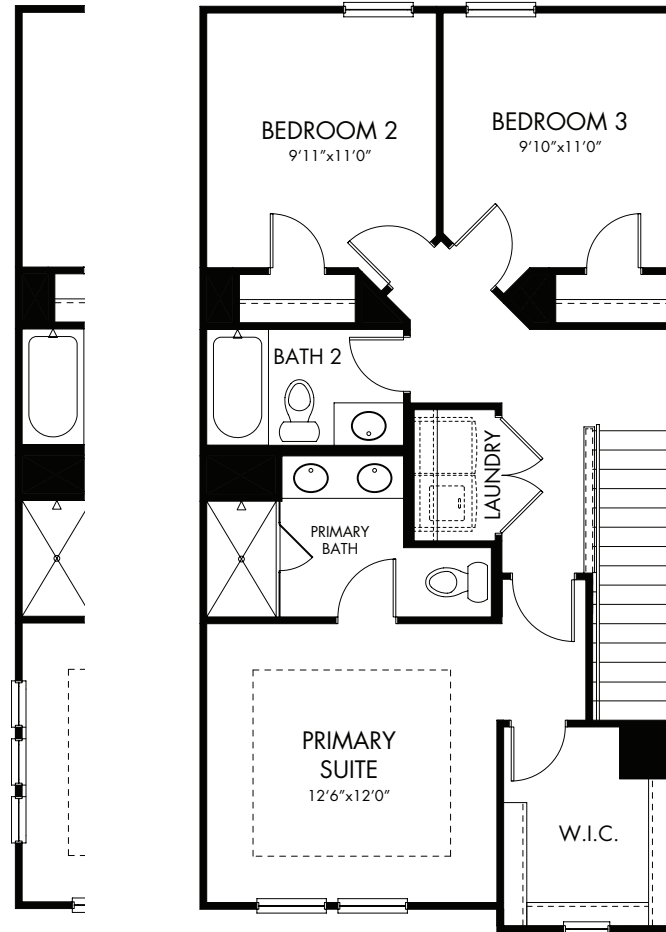 BEDROOM 2
9'11"x11'0"
BEDROOM 3
9'10"x11'0"
BATH 2
LAUNDRY
PRIMARY
BATH
PRIMARY
SUITE
12'6"x12'0"
W.I.C.